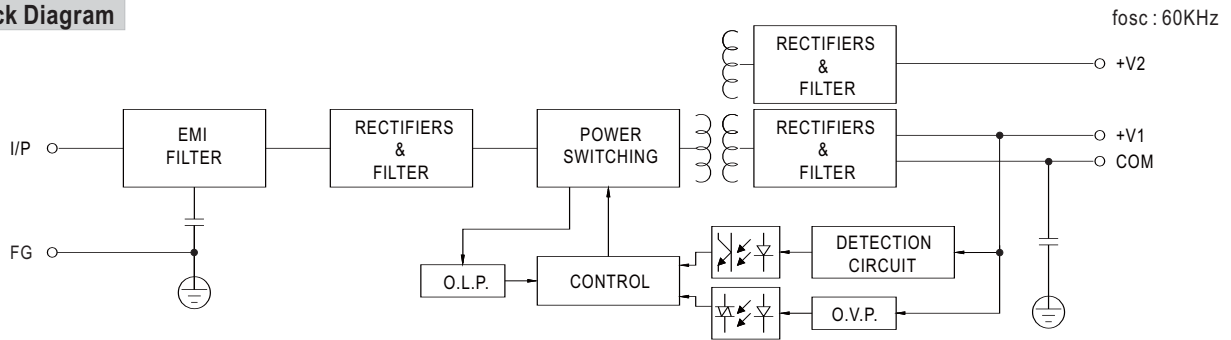 ck Diagram
fosc : 60KHz
RECTIFIERS
&
FILTER
+V2
I/P
EMI
FILTER
RECTIFIERS
&
FILTER
POWER
SWITCHING
RECTIFIERS
&
FILTER
+V1
COM
FG
O.L.P.
CONTROL
DETECTION
CIRCUIT
O.V.P.